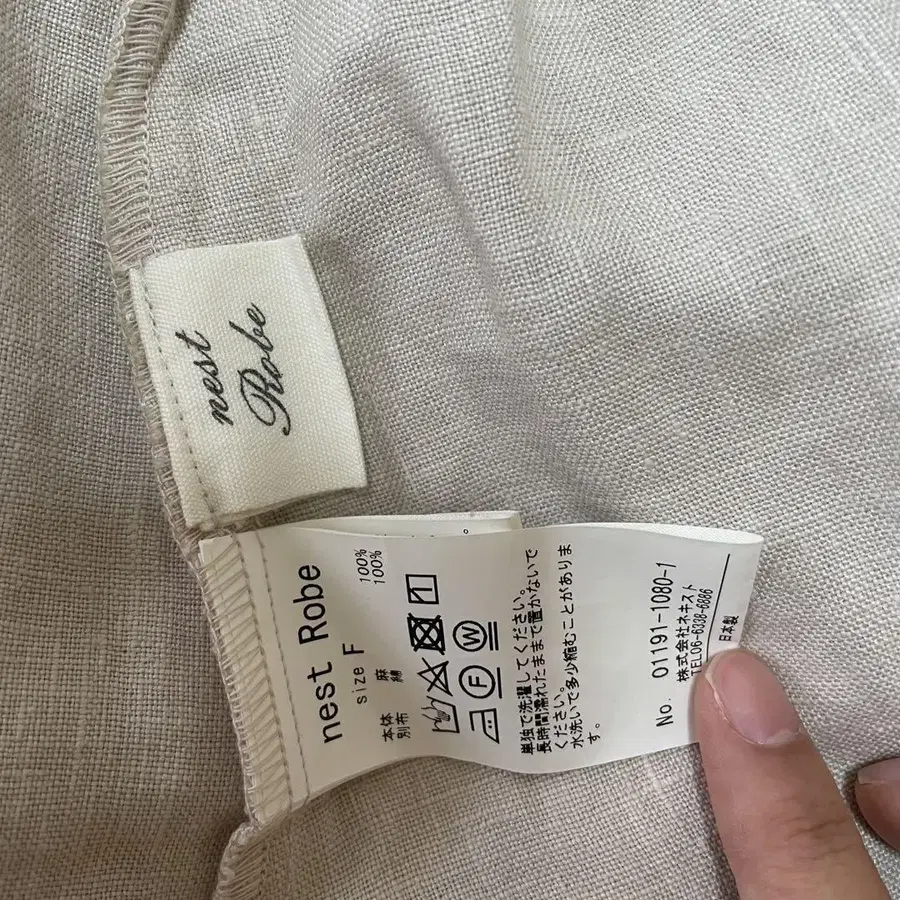 nest
Robe
nest Robe
size F
本体 麻 100%
別布 綿 100%
F W
単独で洗濯してください。
長時間濡れたままで置かないで
ください。
水洗いで多少縮むことがありま
す。
No. 01191-1080-1
株式会社ネキスト
TEL06-6338-6886
日本製